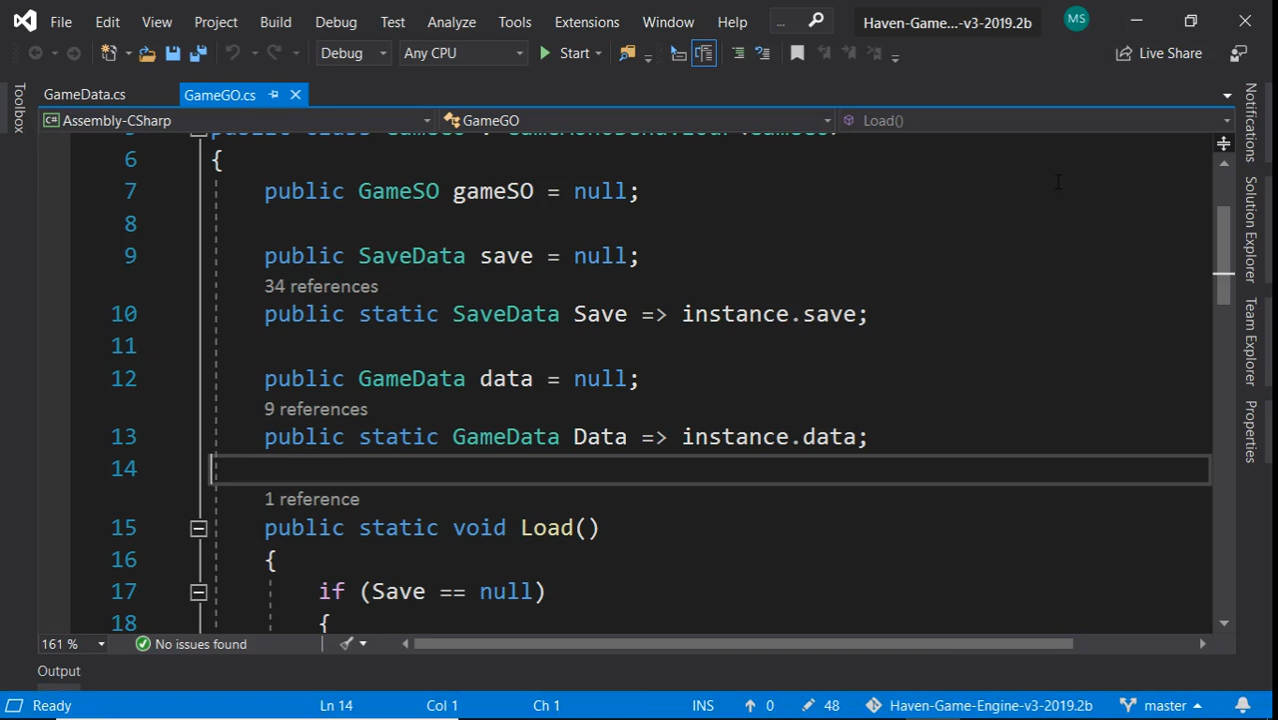 File Edit View Project Build Debug Test Analyze Tools Extensions Window Help ... Haven-Game...-v3-2019.2b MS
Debug Any CPU Start Live Share
GameData.cs GameGO.cs
Assembly-CSharp GameGO Load()
6 {
7 public GameSO gameSO = null;
8
9 public SaveData save = null;
34 references
10 public static SaveData Save => instance.save;
11
12 public GameData data = null;
9 references
13 public static GameData Data => instance.data;
14
1 reference
15 public static void Load()
16 {
17 if (Save == null)
18 {
161 % No issues found
Output
Ready Ln 14 Col 1 Ch 1 INS 0 48 Haven-Game-Engine-v3-2019.2b master
Toolbox
Notifications
Solution Explorer
Team Explorer
Properties